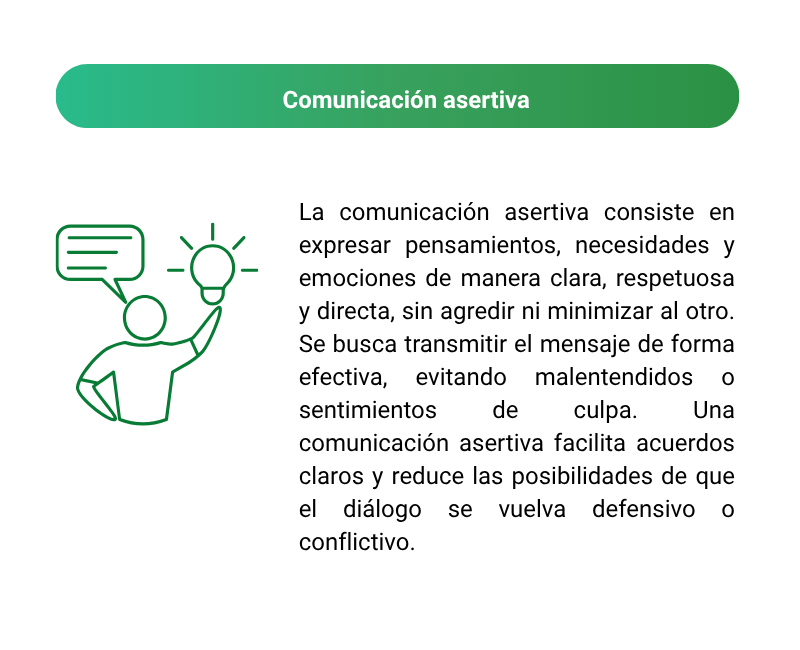 Comunicación asertiva
La comunicación asertiva consiste en
expresar pensamientos, necesidades y
emociones de manera clara, respetuosa
y directa, sin agredir ni minimizar al otro.
Se busca transmitir el mensaje de forma
efectiva, evitando malentendidos o
sentimientos de culpa. Una
comunicación asertiva facilita acuerdos
claros y reduce las posibilidades de que
el diálogo se vuelva defensivo o
conflictivo.